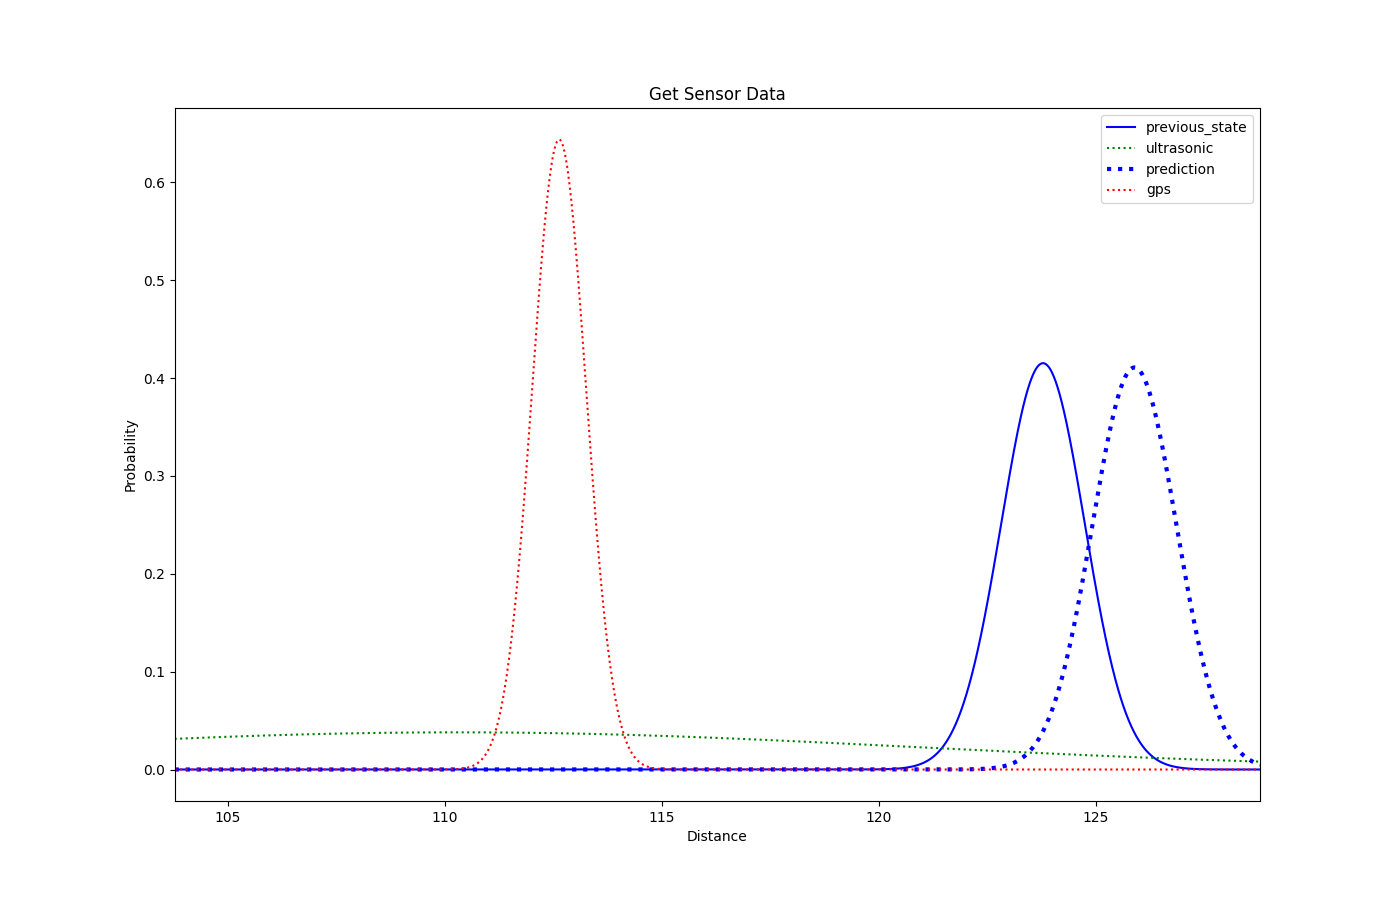 Get Sensor Data
previous_state
ultrasonic
prediction
gps
Probability
0.6
0.5
0.4
0.3
0.2
0.1
0.0
105
110
115
120
125
Distance